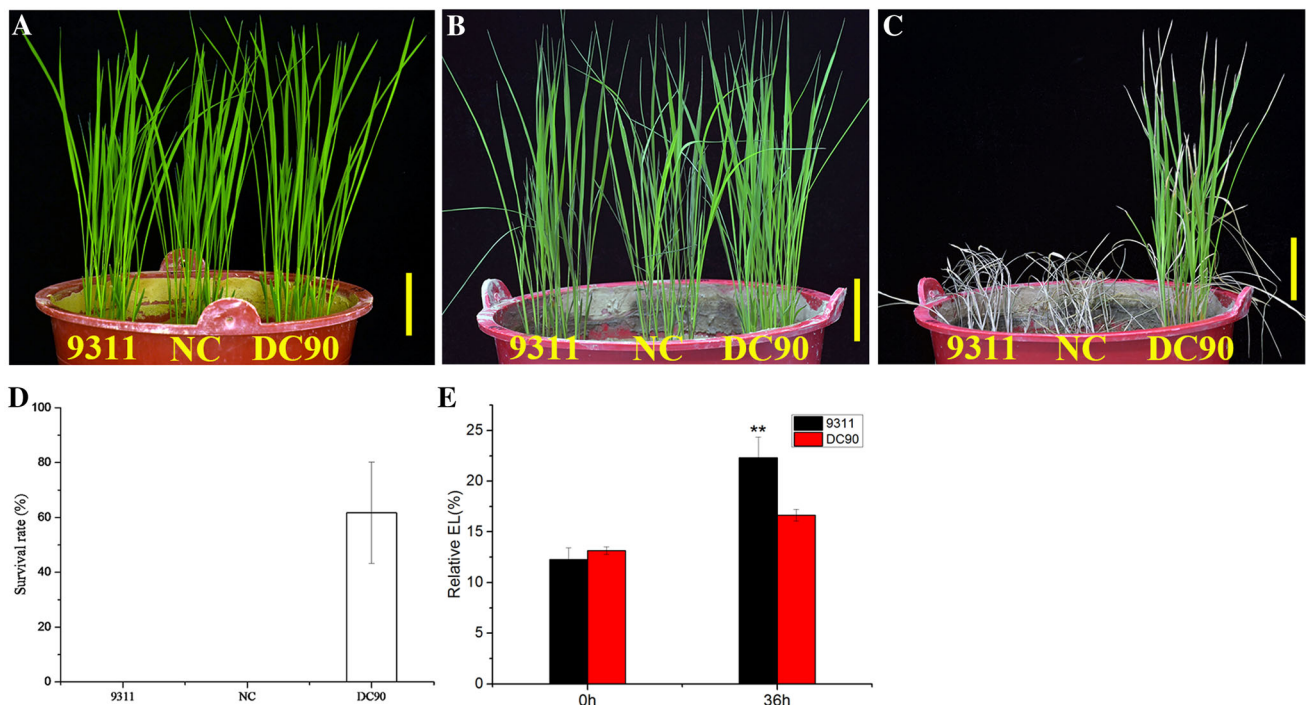 A
B
C
9311 NC DC90
9311 NC DC90
9311 NC DC90
D
E
100
80
60
40
20
0
Survival rate (%)
9311 NC DC90
25
20
15
10
5
0
Relative EL(%)
**
9311
DC90
0h 36h